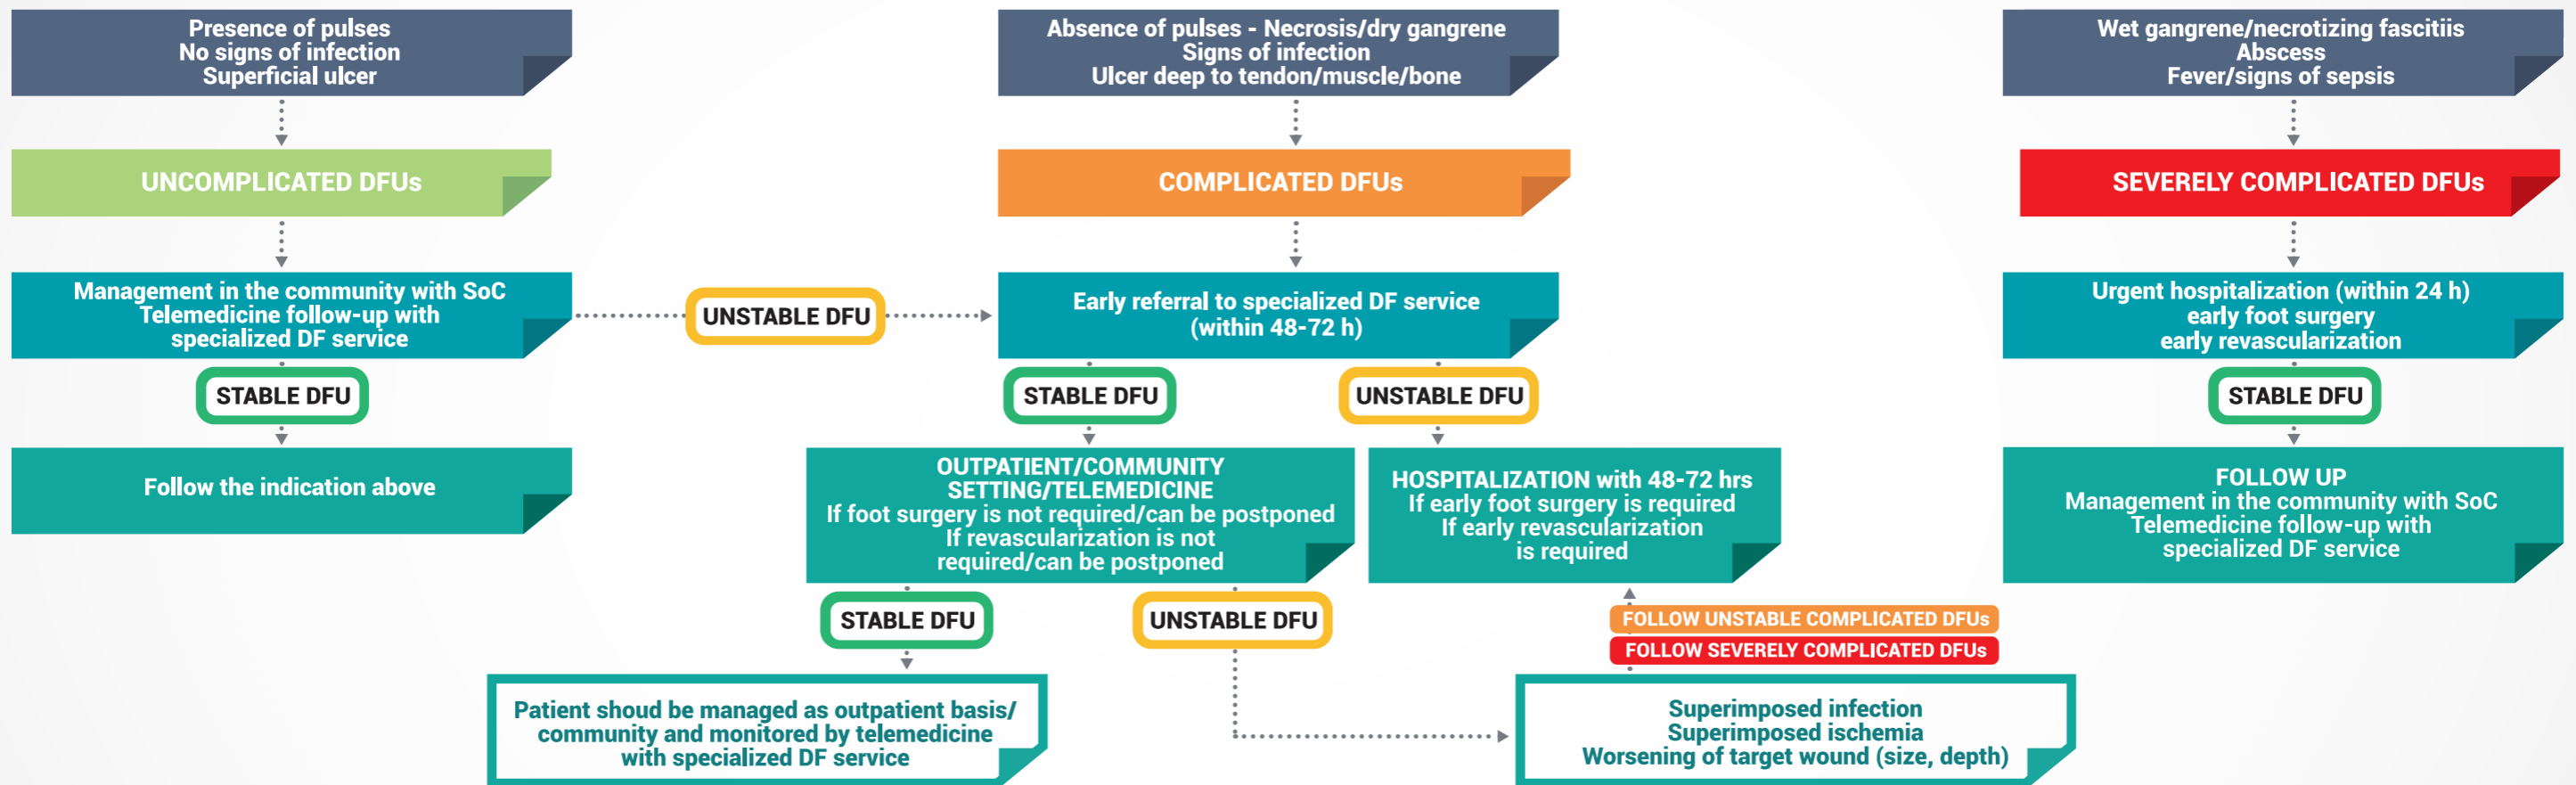 Presence of pulses
No signs of infection
Superficial ulcer
UNCOMPLICATED DFUs
Management in the community with SoC
Telemedicine follow-up with
specialized DF service
STABLE DFU
Follow the indication above
UNSTABLE DFU
Absence of pulses - Necrosis/dry gangrene
Signs of infection
Ulcer deep to tendon/muscle/bone
COMPLICATED DFUs
Early referral to specialized DF service
(within 48-72 h)
STABLE DFU
UNSTABLE DFU
OUTPATIENT/COMMUNITY
SETTING/TELEMEDICINE
If foot surgery is not required/can be postponed
If revascularization is not
required/can be postponed
HOSPITALIZATION with 48-72 hrs
If early foot surgery is required
If early revascularization
is required
STABLE DFU
UNSTABLE DFU
FOLLOW UNSTABLE COMPLICATED DFUs
FOLLOW SEVERELY COMPLICATED DFUs
Patient shoud be managed as outpatient basis/
community and monitored by telemedicine
with specialized DF service
Superimposed infection
Superimposed ischemia
Worsening of target wound (size, depth)
Wet gangrene/necrotizing fascitiis
Abscess
Fever/signs of sepsis
SEVERELY COMPLICATED DFUs
Urgent hospitalization (within 24 h)
early foot surgery
early revascularization
STABLE DFU
FOLLOW UP
Management in the community with SoC
Telemedicine follow-up with
specialized DF service